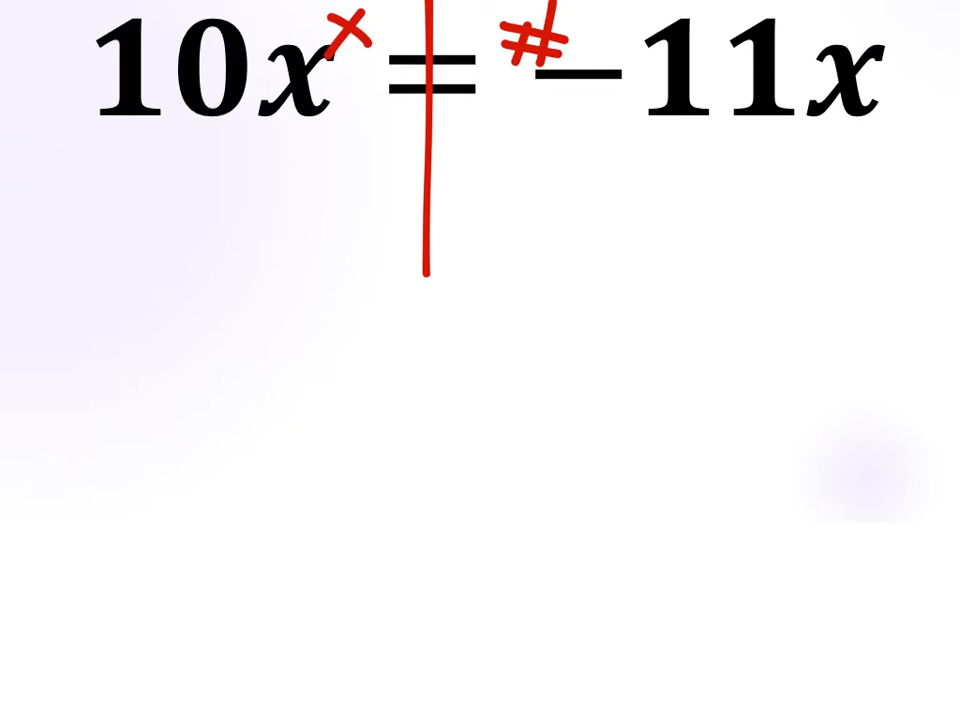 x #
10x = −11x